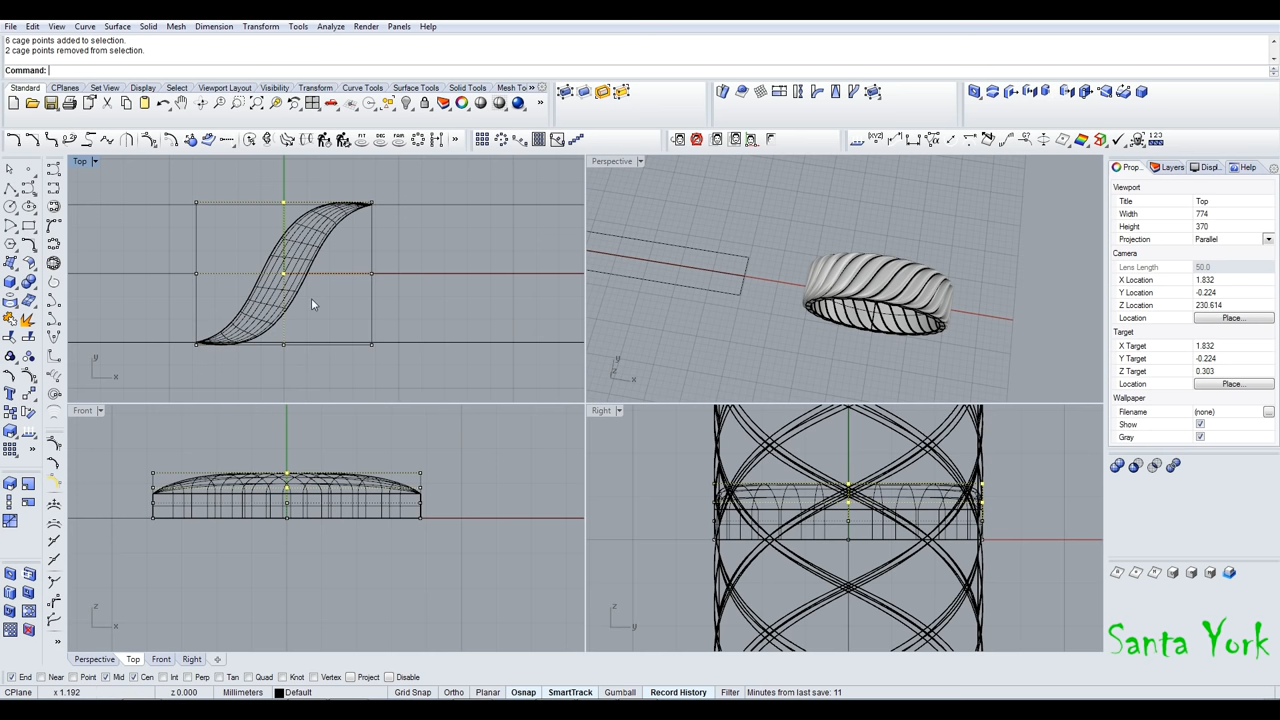 File Edit View Curve Surface Solid Mesh Dimension Transform Tools Analyze Render Panels Help
6 cage points added to selection.
2 cage points removed from selection.
Command:
Standard CPlanes Set View Display Select Viewport Layout Visibility Transform Curve Tools Surface Tools Solid Tools Mesh To »
Top
Perspective
Prop... Layers Displ... Help
Viewport
Title Top
Width 774
Height 370
Projection Parallel
Camera
Lens Length 50.0
X Location 1.832
Y Location -0.224
Z Location 230.614
Location Place...
Target
X Target 1.832
Y Target -0.224
Z Target 0.303
Location Place...
Wallpaper
Filename (none) ...
Show
Gray
y
x
y
z
x
Front
Right
z
x
z
y
Santa York
Perspective Top Front Right
End Near Point Mid Cen Int Perp Tan Quad Knot Vertex Project Disable
CPlane x 1.192 z 0.000 Millimeters Default Grid Snap Ortho Planar Osnap SmartTrack Gumball Record History Filter Minutes from last save: 11